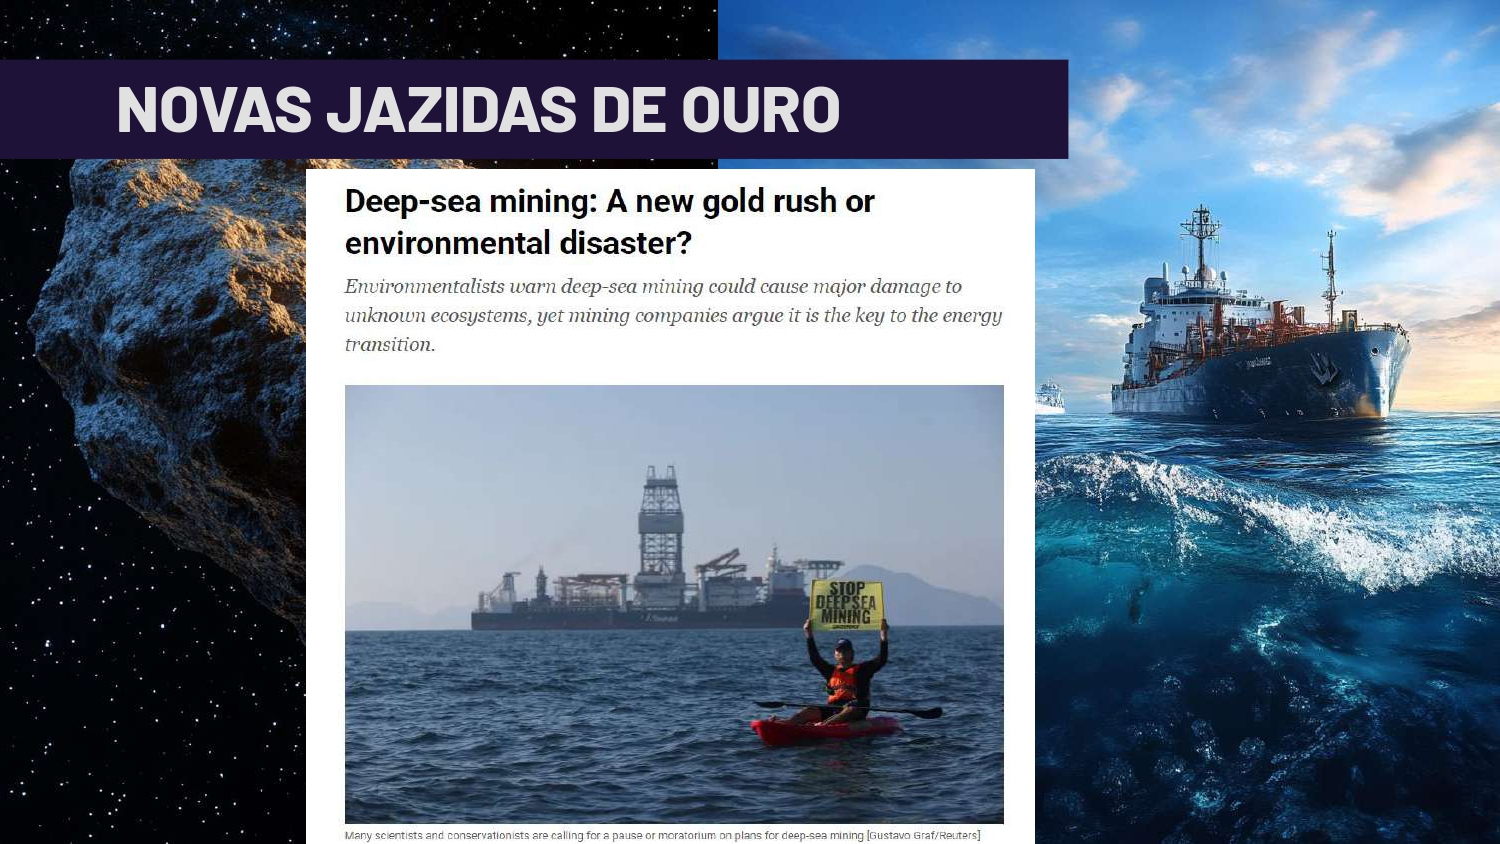 NOVAS JAZIDAS DE OURO
Deep-sea mining: A new gold rush or
environmental disaster?
Environmentalists warn deep-sea mining could cause major damage to
unknown ecosystems, yet mining companies argue it is the key to the energy
transition.
STOP
DEEPSEA
MINING
Many scientists and conservationists are calling for a pause or moratorium on plans for deep-sea mining [Gustavo Graf/Reuters]